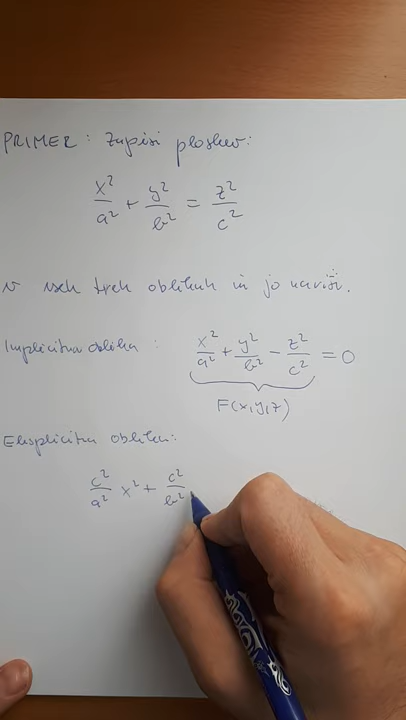 PRIMER: Zapiši ploskev:
x²/a² + y²/b² = z²/c²
v vseh treh oblikah in jo nariši.
Implicitna oblika: x²/a² + y²/b² - z²/c² = 0
F(x,y,z)
Eksplicitna oblika:
c²/a² x² + c²/b²